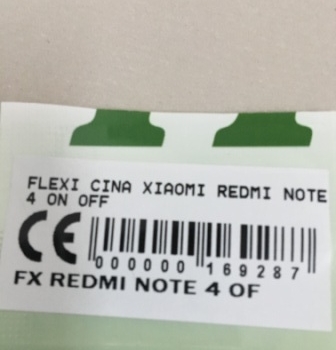 FLEXI CINA XIAOMI REDMI NOTE
4 ON OFF
CE
000000 169287
FX REDMI NOTE 4 OF